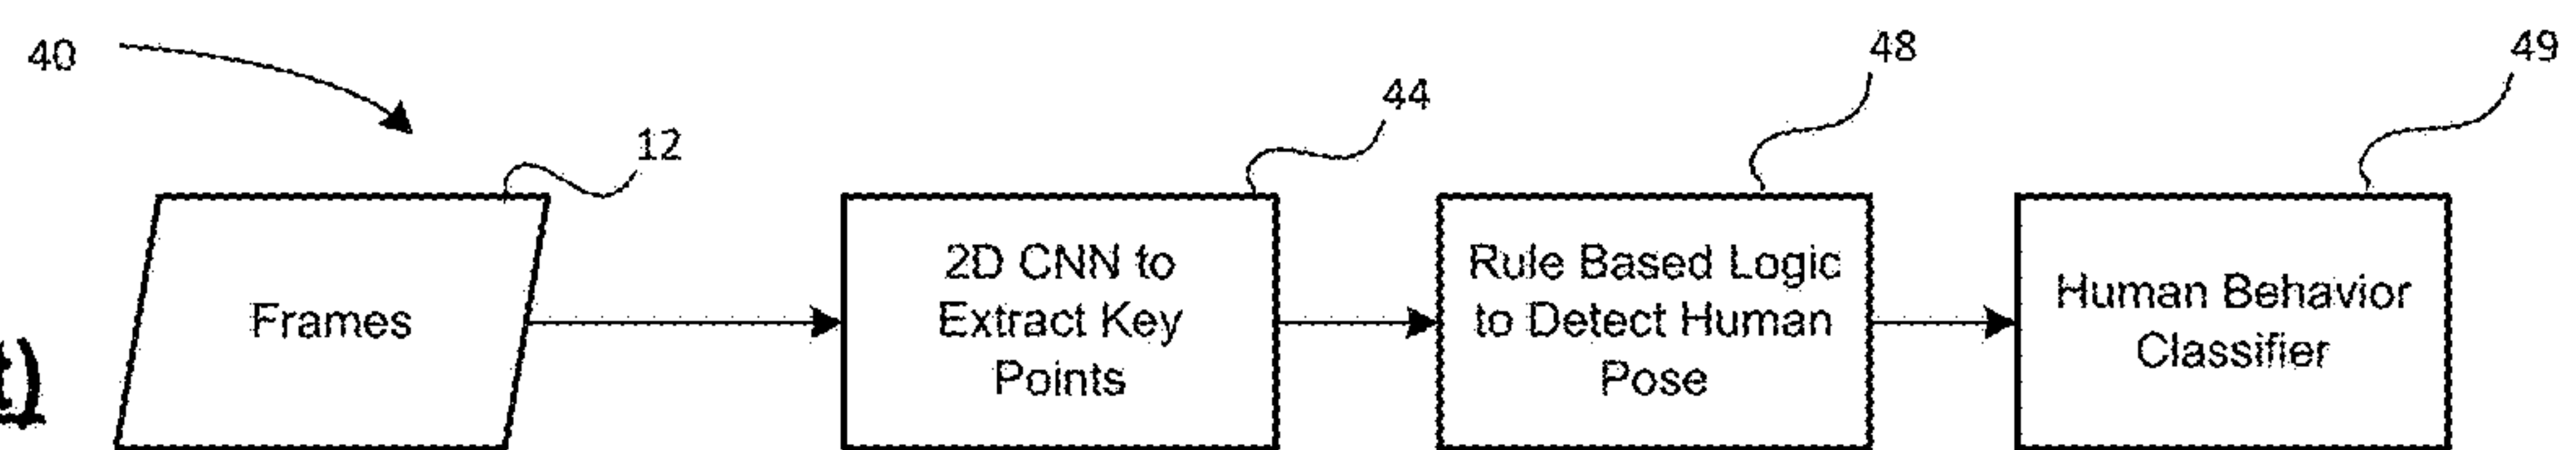 40
48
49
44
12
Frames
2D CNN to
Extract Key
Points
Rule Based Logic
to Detect Human
Pose
Human Behavior
Classifier
t)